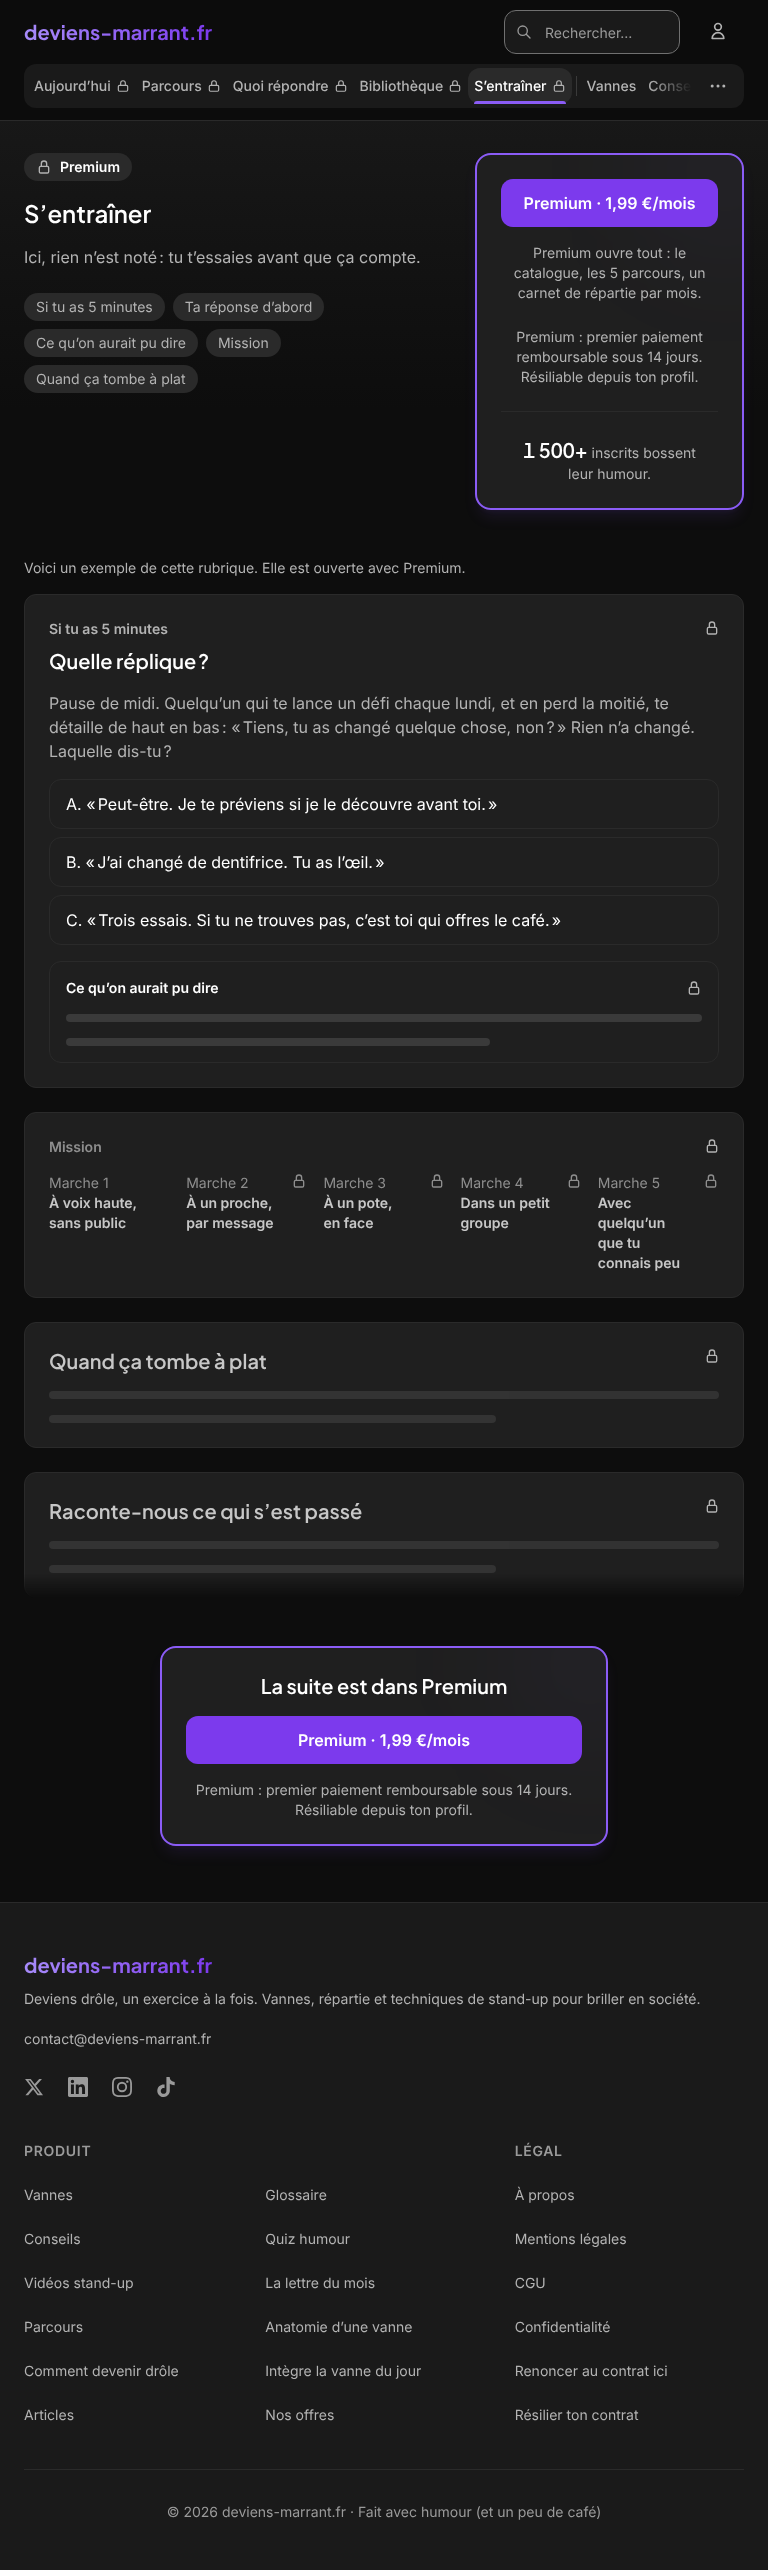 deviens-marrant.fr
Rechercher…
Aujourd’hui
Parcours
Quoi répondre
Bibliothèque
S’entraîner
Vannes
Premium
S’entraîner
Ici, rien n’est noté : tu t’essaies avant que ça compte.
Si tu as 5 minutes
Ta réponse d’abord
Ce qu’on aurait pu dire
Mission
Quand ça tombe à plat
Premium · 1,99 €/mois
Premium ouvre tout : le
catalogue, les 5 parcours, un
carnet de répartie par mois.
Premium : premier paiement
remboursable sous 14 jours.
Résiliable depuis ton profil.
1 500+ inscrits bossent
leur humour.
Voici un exemple de cette rubrique. Elle est ouverte avec Premium.
Si tu as 5 minutes
Quelle réplique ?
Pause de midi. Quelqu’un qui te lance un défi chaque lundi, et en perd la moitié, te
détaille de haut en bas : « Tiens, tu as changé quelque chose, non ? » Rien n’a changé.
Laquelle dis-tu ?
A. « Peut-être. Je te préviens si je le découvre avant toi. »
B. « J’ai changé de dentifrice. Tu as l’œil. »
C. « Trois essais. Si tu ne trouves pas, c’est toi qui offres le café. »
Ce qu’on aurait pu dire
Mission
Marche 1
À voix haute,
sans public
Marche 2
À un proche,
par message
Marche 3
À un pote,
en face
Marche 4
Dans un petit
groupe
Marche 5
Avec
quelqu’un
que tu
connais peu
Quand ça tombe à plat
Raconte-nous ce qui s’est passé
La suite est dans Premium
Premium · 1,99 €/mois
Premium : premier paiement remboursable sous 14 jours.
Résiliable depuis ton profil.
deviens-marrant.fr
Deviens drôle, un exercice à la fois. Vannes, répartie et techniques de stand-up pour briller en société.
contact@deviens-marrant.fr
PRODUIT
Vannes
Conseils
Vidéos stand-up
Parcours
Comment devenir drôle
Articles
Glossaire
Quiz humour
La lettre du mois
Anatomie d’une vanne
Intègre la vanne du jour
Nos offres
LÉGAL
À propos
Mentions légales
CGU
Confidentialité
Renoncer au contrat ici
Résilier ton contrat
© 2026 deviens-marrant.fr · Fait avec humour (et un peu de café)